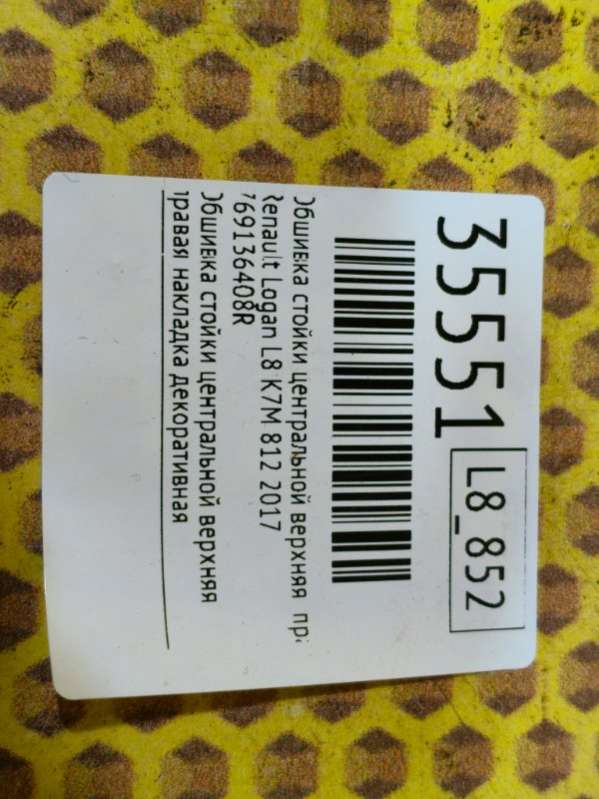 35551 L8_852
Обшивка стойки центральной верхняя пра
Renault Logan L8 K7M 812 2017
769136408R
Обшивка стойки центральной верхняя
правая накладка декоративная